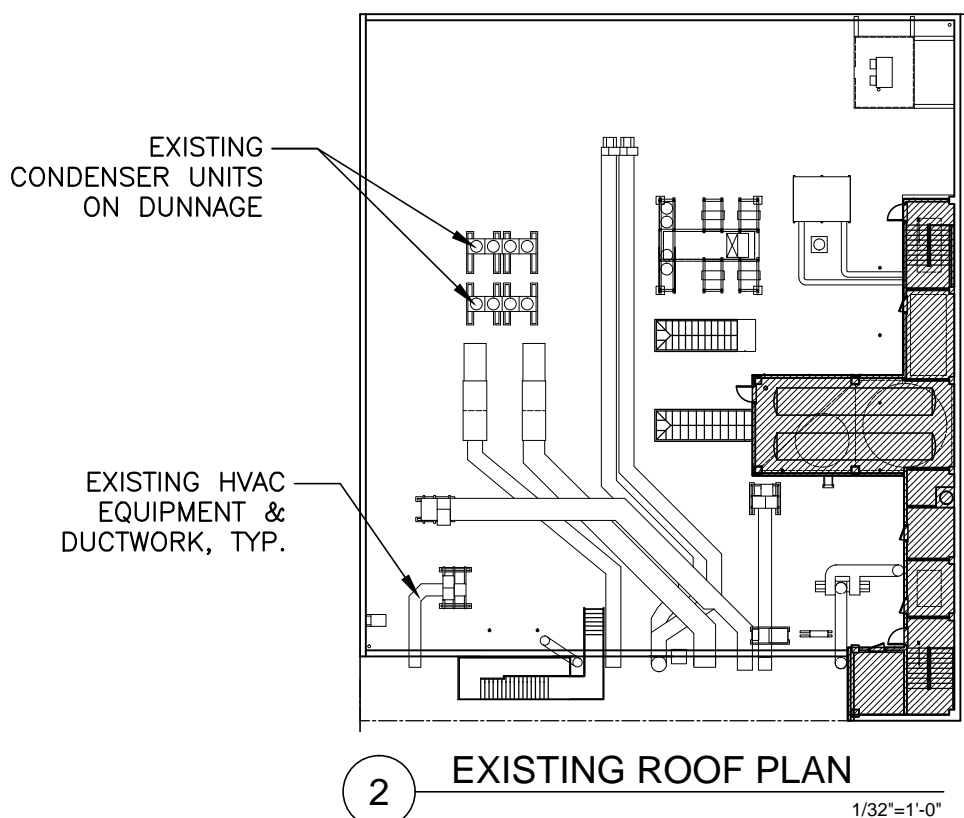 EXISTING
CONDENSER UNITS
ON DUNNAGE
EXISTING HVAC
EQUIPMENT &
DUCTWORK, TYP.
2
EXISTING ROOF PLAN
1/32"=1'-0"